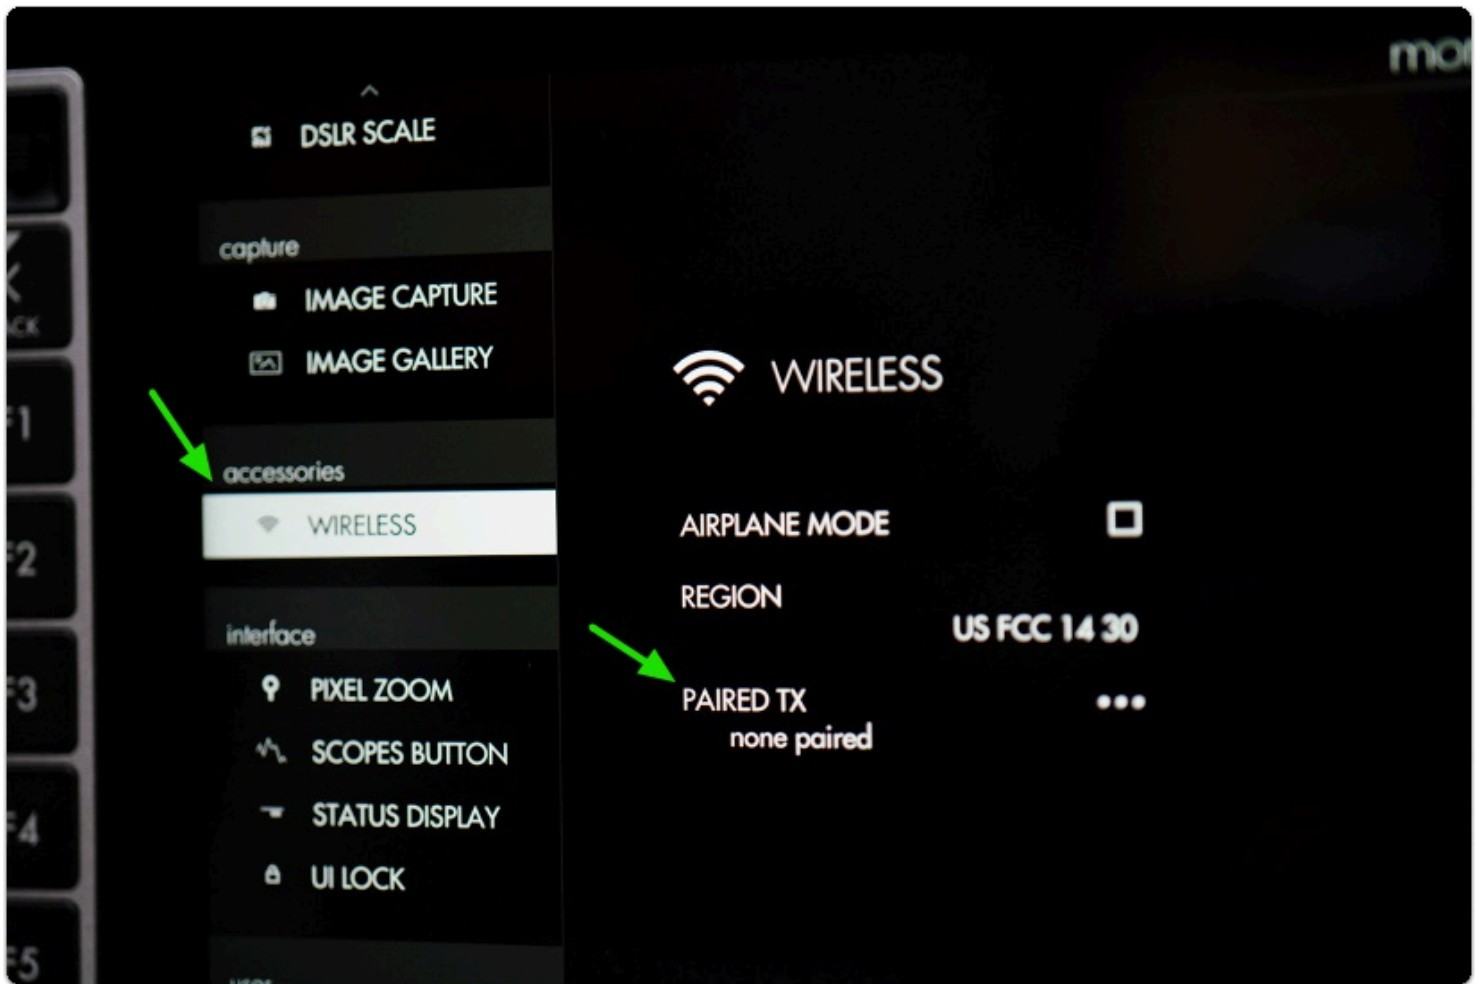 DSLR SCALE
capture
IMAGE CAPTURE
IMAGE GALLERY
accessories
WIRELESS
interface
PIXEL ZOOM
SCOPES BUTTON
STATUS DISPLAY
UI LOCK
WIRELESS
AIRPLANE MODE
REGION
US FCC 14 30
PAIRED TX
none paired
F1
F2
F3
F4
F5